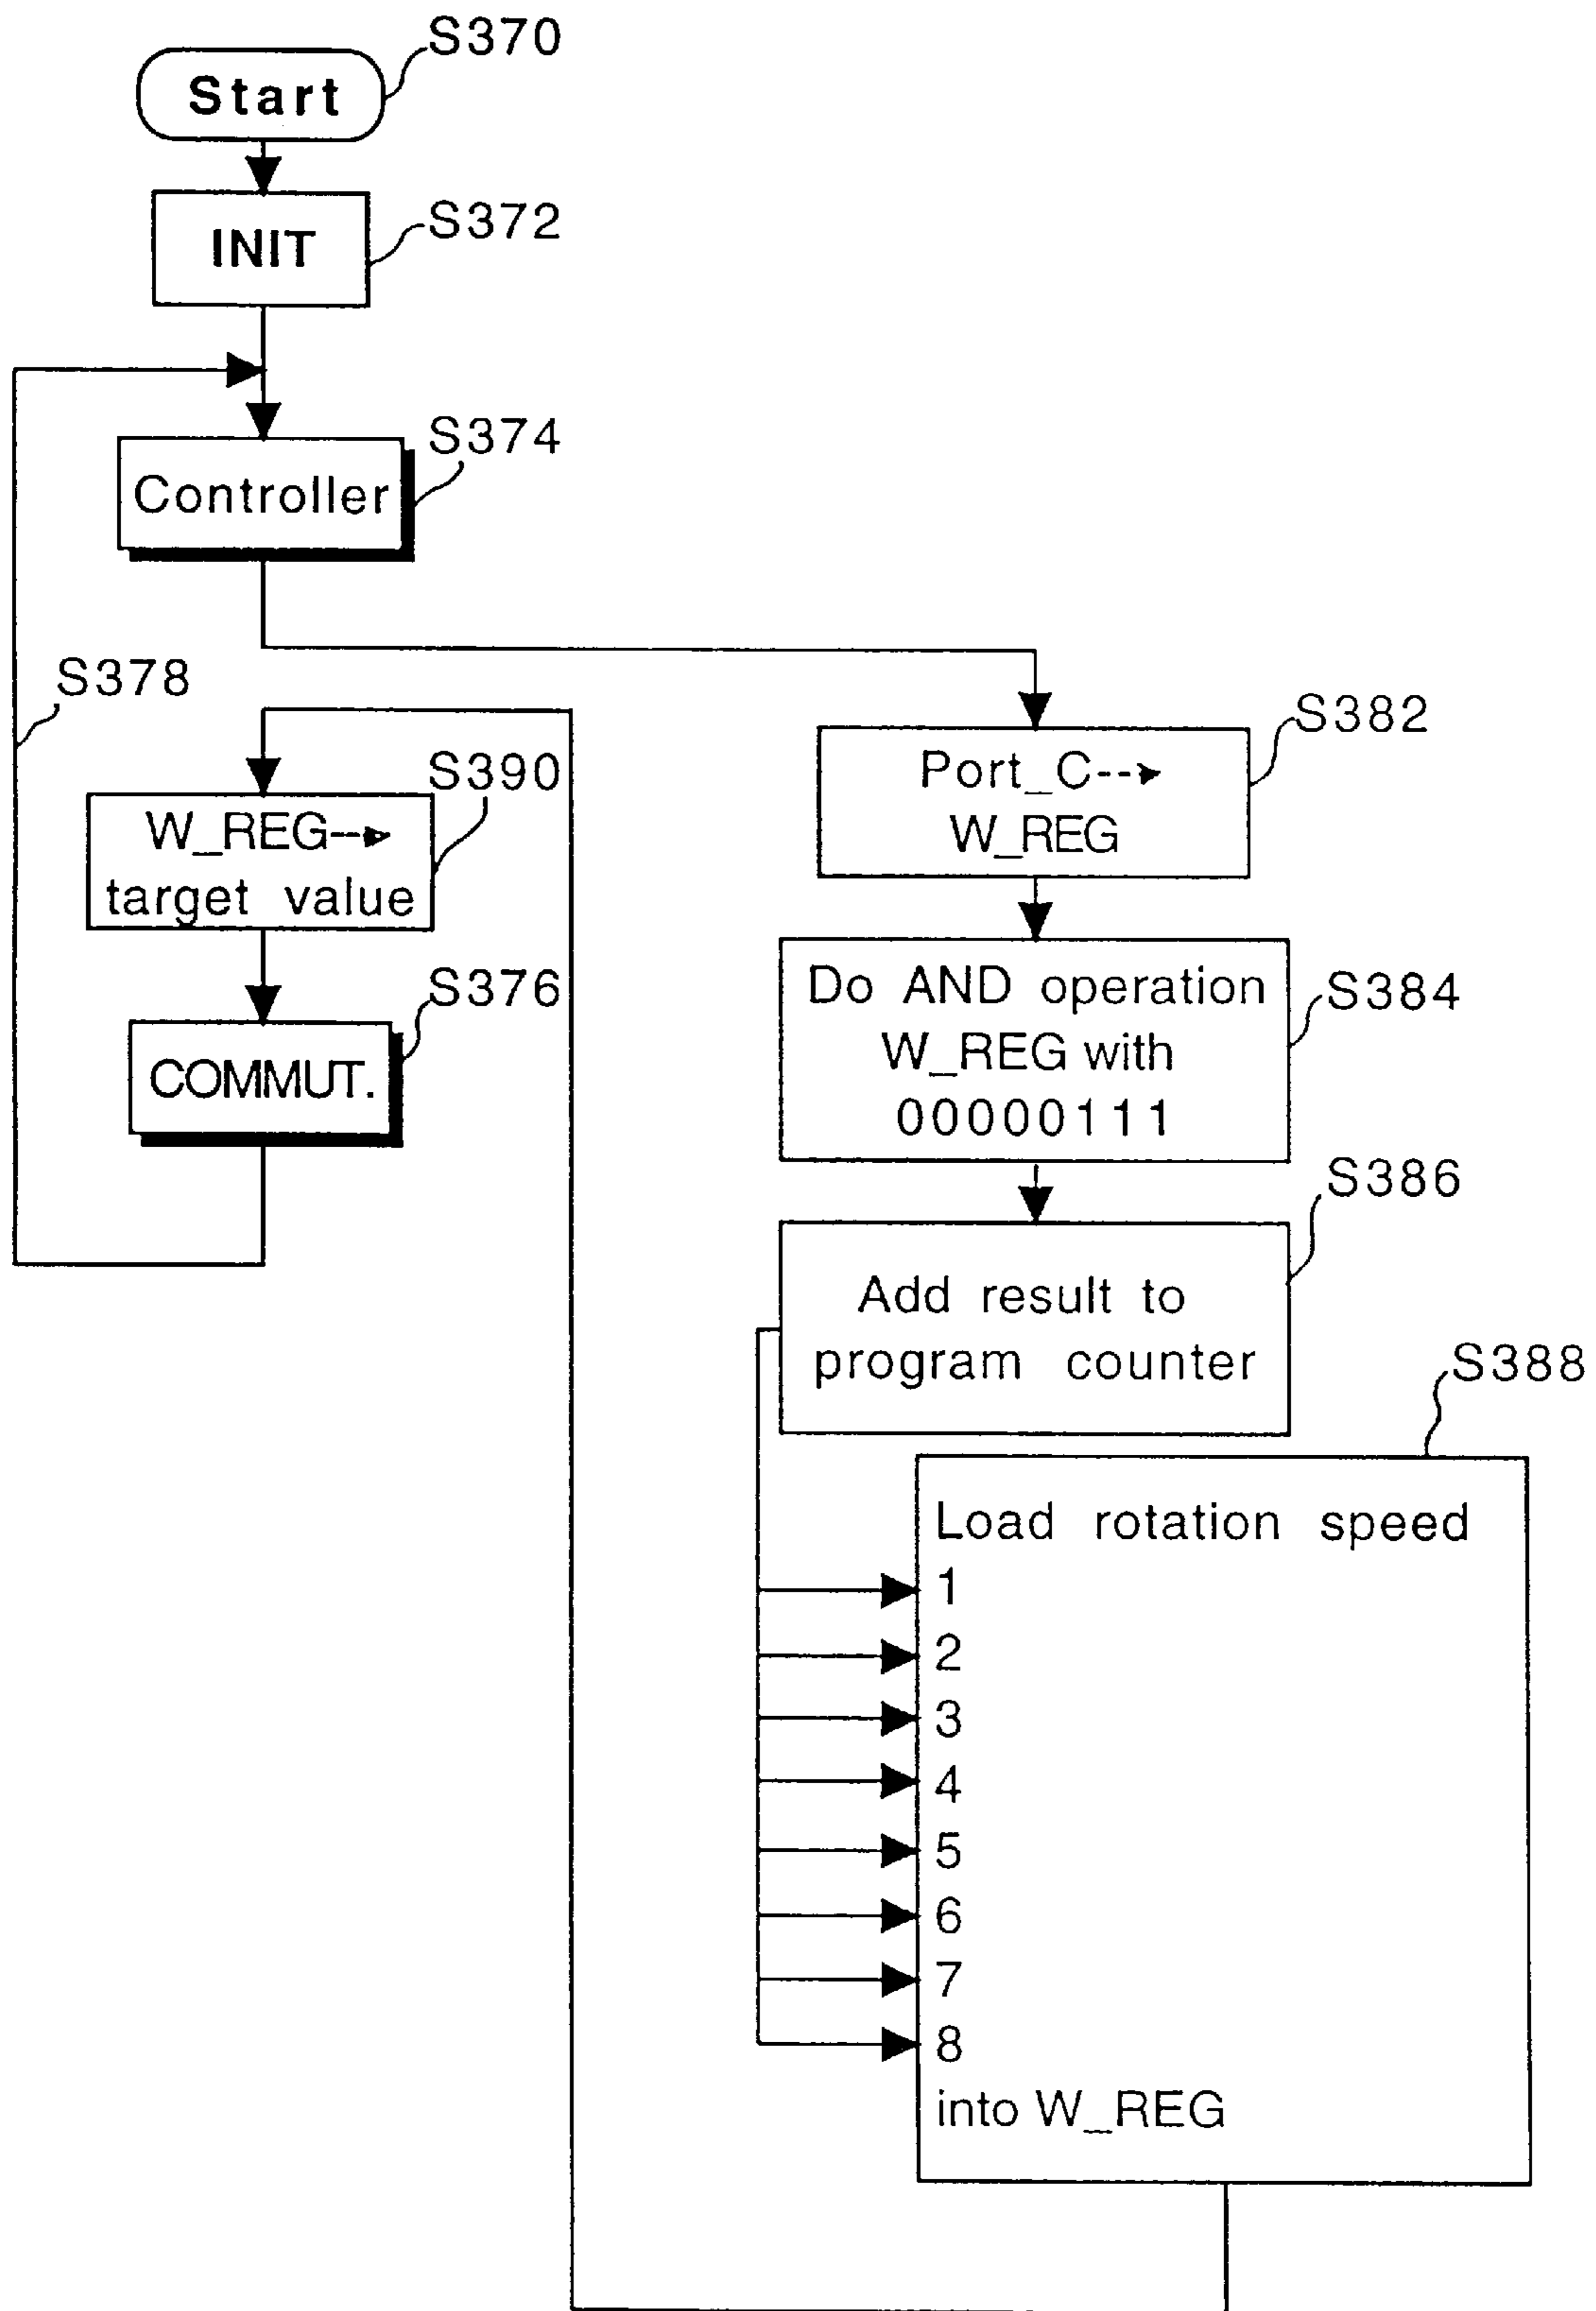 S370
Start
S372
INIT
S374
Controller
S378
S382
Port_C-->
W_REG
S390
W_REG-->
target value
S384
Do AND operation
W_REG with
00000111
S376
COMMUT.
S386
Add result to
program counter
S388
Load rotation speed
1
2
3
4
5
6
7
8
into W_REG